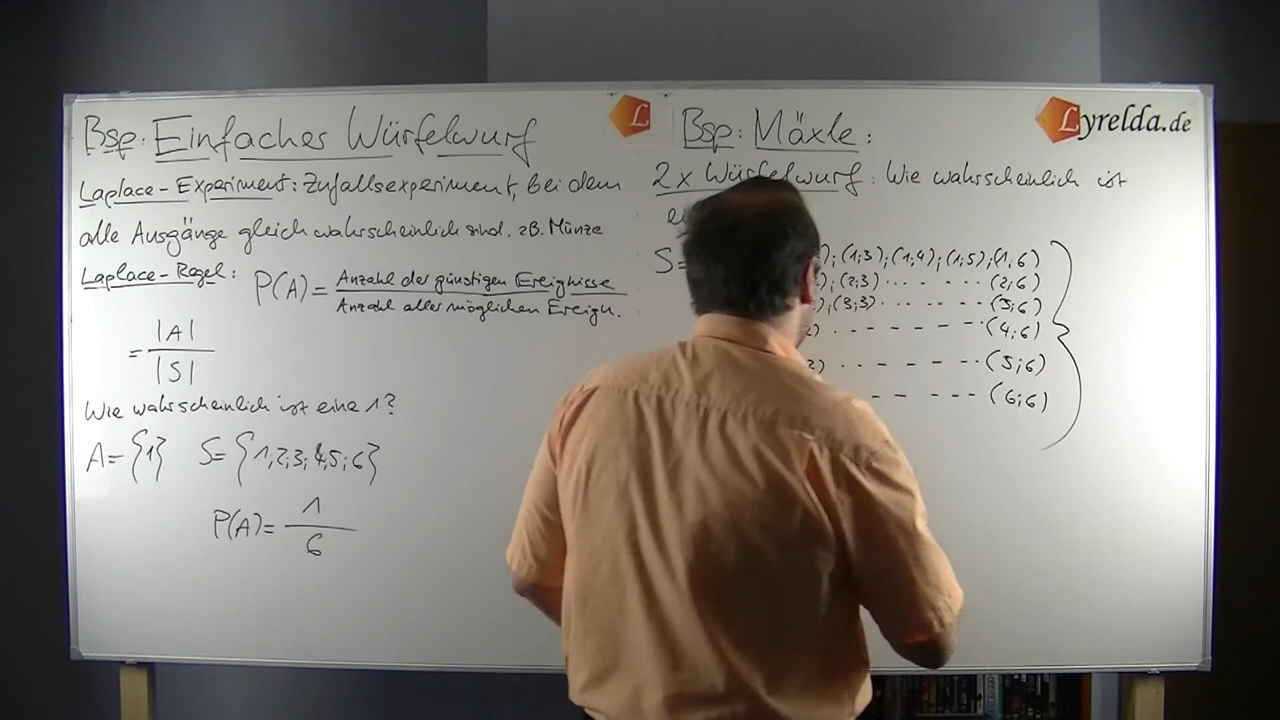 Bsp: Einfacher Würfelwurf
Laplace-Experiment: Zufallsexperiment, bei dem
alle Ausgänge gleichwahrscheinlich sind. zB. Münze
Laplace-Regel: P(A) = Anzahl der günstigen Ereignisse
Anzahl aller möglichen Ereign.
= |A|
|S|
Wie wahrscheinlich ist eine 1?
A = {1} S = {1,2;3;4,5;6}
P(A) = 1
6
L
Bsp: Mäxle:
Lyrelda.de
2x Würfelwurf: Wie wahrscheinlich ist
S=
;(1;3);(1,4);(1;5);(1;6)
;(2;3) ...... (2;6)
),(3;3) ...... (3;6)
) - - - - - - (4;6)
2) - - - - - (5;6)
- - - - - (6;6)